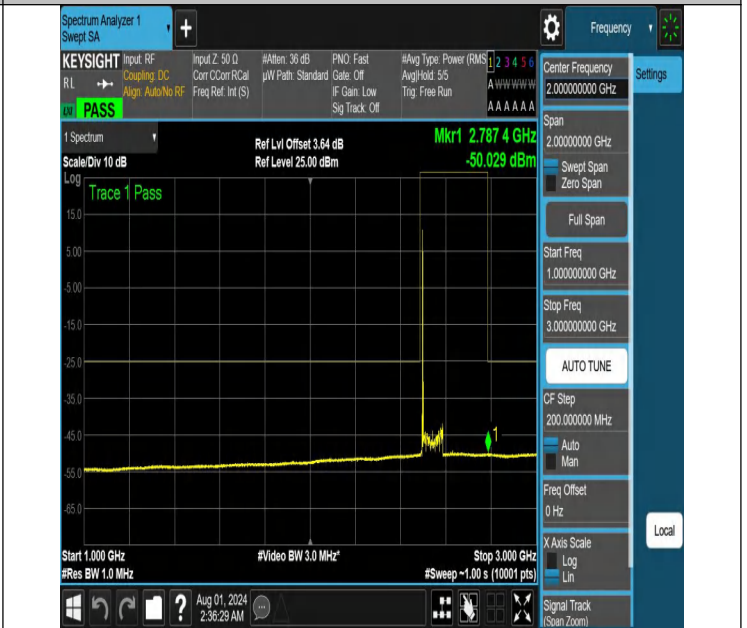 Spectrum Analyzer 1
Swept SA
+
Frequency
KEYSIGHT
RL
PASS
Input: RF
Coupling: DC
Align: Auto/No RF
Input Z: 50 Ω
Corr CCorr RCal
Freq Ref: Int (S)
#Atten: 36 dB
µW Path: Standard
PNO: Fast
Gate: Off
IF Gain: Low
Sig Track: Off
#Avg Type: Power (RMS
Avg|Hold: 5/5
Trig: Free Run
1 2 3 4 5 6
A W W W W W
A A A A A A
1 Spectrum
Scale/Div 10 dB
Ref Lvl Offset 3.64 dB
Ref Level 25.00 dBm
Mkr1 2.787 4 GHz
-50.029 dBm
Log
Trace 1 Pass
15.0
5.00
-5.00
-15.0
-25.0
-35.0
-45.0
-55.0
-65.0
1
Start 1.000 GHz
#Res BW 1.0 MHz
#Video BW 3.0 MHz*
Stop 3.000 GHz
#Sweep ~1.00 s (10001 pts)
Aug 01, 2024
2:36:29 AM
?
Center Frequency
2.000000000 GHz
Settings
Span
2.00000000 GHz
Swept Span
Zero Span
Full Span
Start Freq
1.000000000 GHz
Stop Freq
3.000000000 GHz
AUTO TUNE
CF Step
200.000000 MHz
Auto
Man
Freq Offset
0 Hz
X Axis Scale
Log
Lin
Signal Track
(Span Zoom)
Local